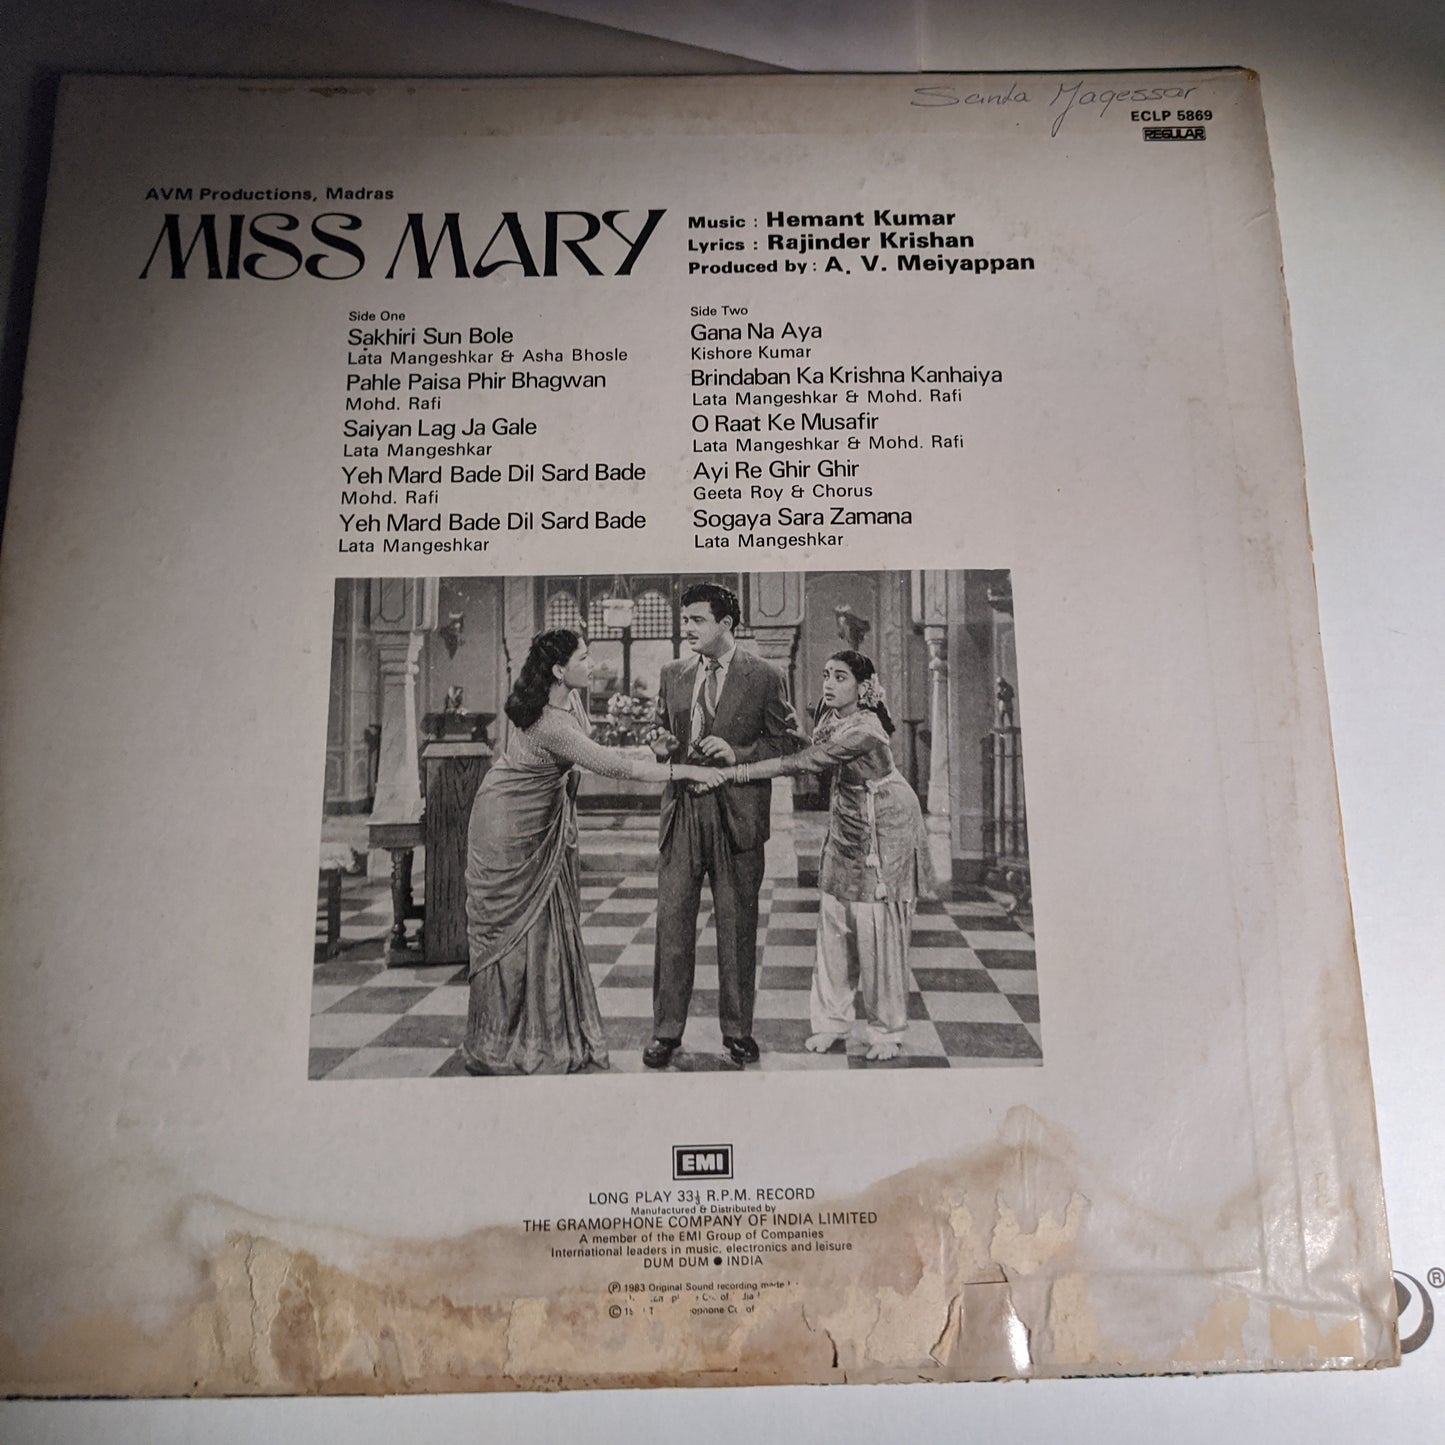 ECLP 5869
REGULAR
AVM Productions, Madras
MISS MARY
Music : Hemant Kumar
Lyrics : Rajinder Krishan
Produced by : A. V. Meiyappan
Side One
Sakhiri Sun Bole
Lata Mangeshkar & Asha Bhosle
Pahle Paisa Phir Bhagwan
Mohd. Rafi
Saiyan Lag Ja Gale
Lata Mangeshkar
Yeh Mard Bade Dil Sard Bade
Mohd. Rafi
Yeh Mard Bade Dil Sard Bade
Lata Mangeshkar
Side Two
Gana Na Aya
Kishore Kumar
Brindaban Ka Krishna Kanhaiya
Lata Mangeshkar & Mohd. Rafi
O Raat Ke Musafir
Lata Mangeshkar & Mohd. Rafi
Ayi Re Ghir Ghir
Geeta Roy & Chorus
Sogaya Sara Zamana
Lata Mangeshkar
EMI
LONG PLAY 33⅓ R.P.M. RECORD
Manufactured & Distributed by
THE GRAMOPHONE COMPANY OF INDIA LIMITED
A member of the EMI Group of Companies
International leaders in music, electronics and leisure
DUM DUM ● INDIA
℗ 1983 Original Sound recording made
of
© of
®